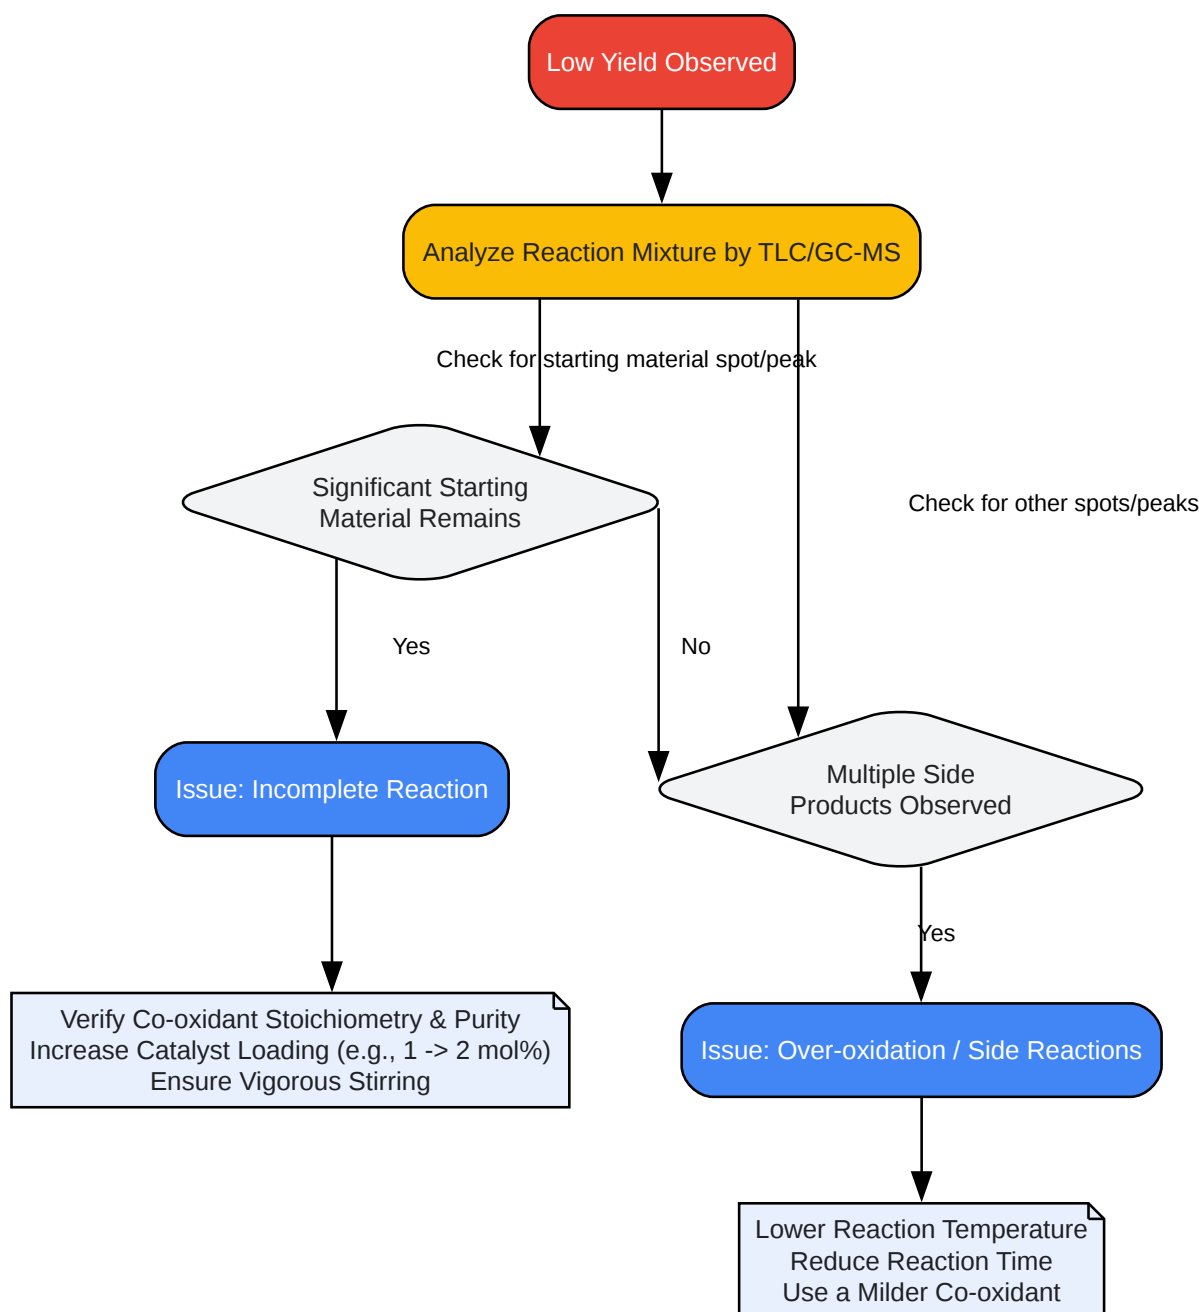 Low Yield Observed
Analyze Reaction Mixture by TLC/GC-MS
Check for starting material spot/peak
Significant Starting
Material Remains
Check for other spots/peaks
Yes
No
Issue: Incomplete Reaction
Multiple Side
Products Observed
Yes
Verify Co-oxidant Stoichiometry & Purity
Increase Catalyst Loading (e.g., 1 -> 2 mol%)
Ensure Vigorous Stirring
Issue: Over-oxidation / Side Reactions
Lower Reaction Temperature
Reduce Reaction Time
Use a Milder Co-oxidant